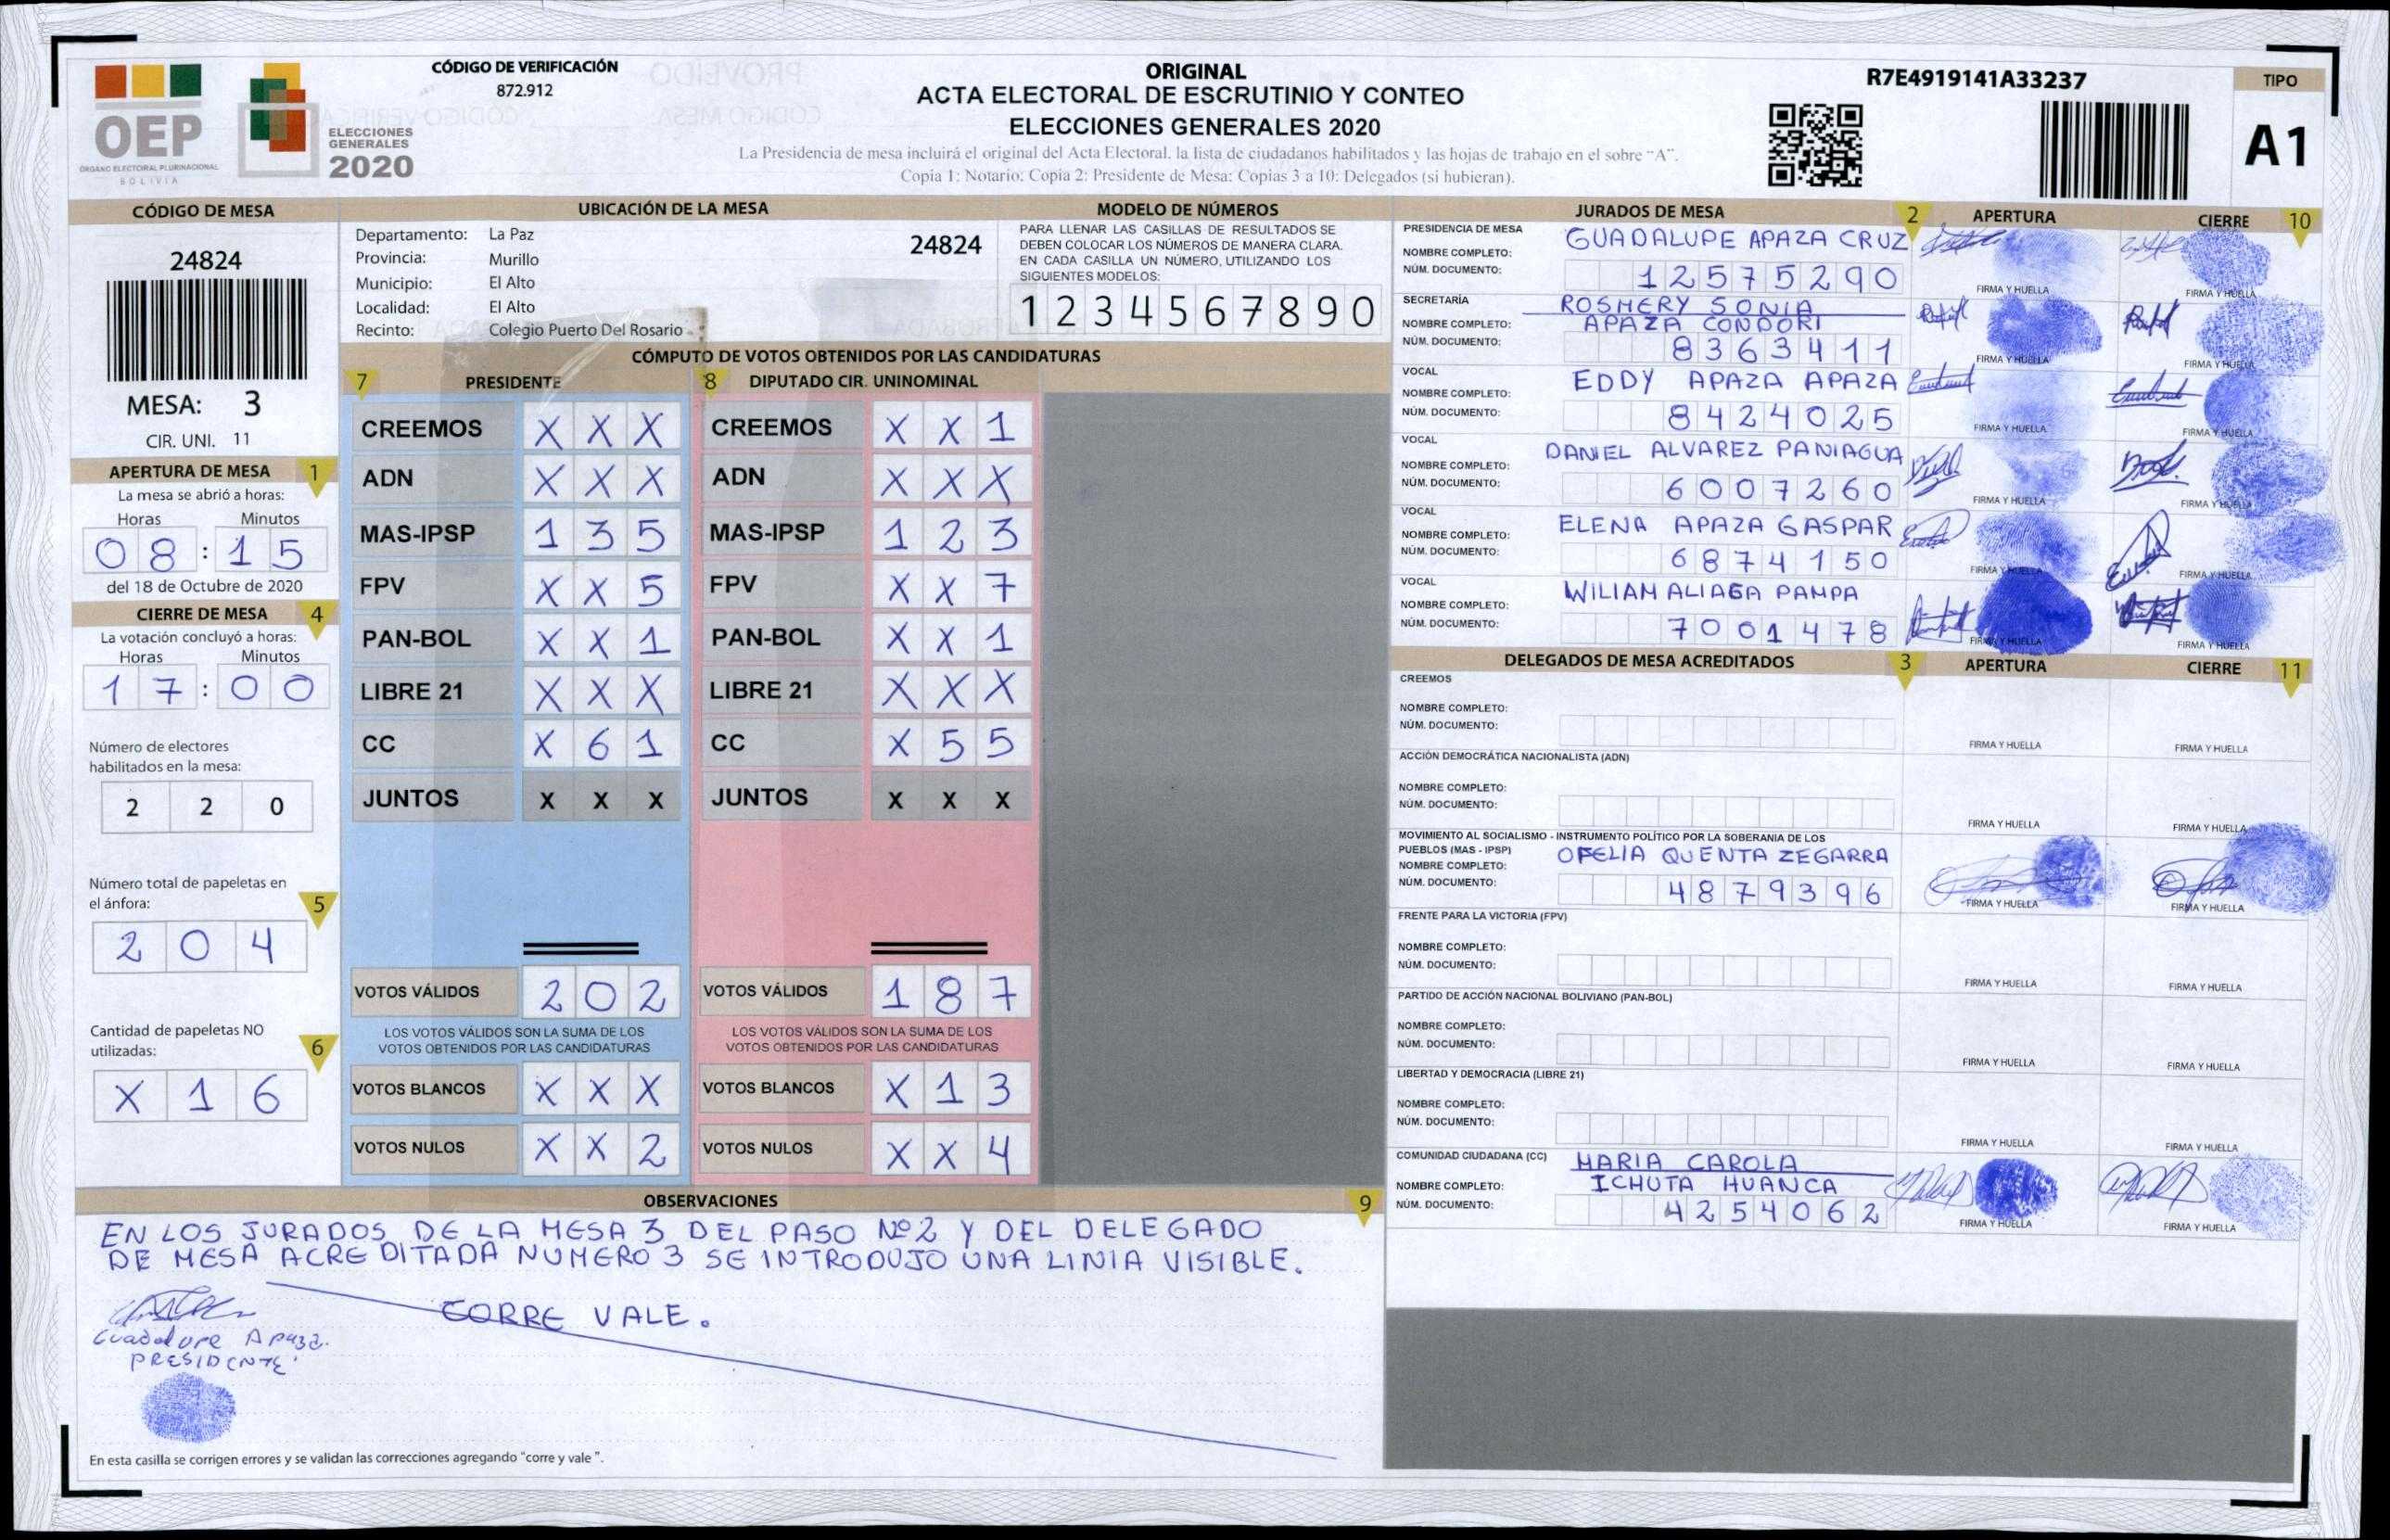 CÓDIGO DE VERIFICACIÓN
872.912
OEP
ÓRGANO ELECTORAL PLURINACIONAL
BOLIVIA
ELECCIONES
GENERALES
2020
ORIGINAL
ACTA ELECTORAL DE ESCRUTINIO Y CONTEO
ELECCIONES GENERALES 2020
La Presidencia de mesa incluirá el original del Acta Electoral, la lista de ciudadanos habilitados y las hojas de trabajo en el sobre "A".
Copia 1: Notario; Copia 2: Presidente de Mesa; Copias 3 a 10: Delegados (si hubieran).
R7E4919141A33237
TIPO
A1
CÓDIGO DE MESA
24824
MESA: 3
CIR. UNI. 11
APERTURA DE MESA 1
La mesa se abrió a horas:
Horas Minutos
08:15
del 18 de Octubre de 2020
CIERRE DE MESA 4
La votación concluyó a horas:
Horas Minutos
17:00
Número de electores
habilitados en la mesa:
2 2 0
Número total de papeletas en
el ánfora: 5
2 0 4
Cantidad de papeletas NO
utilizadas: 6
X 1 6
UBICACIÓN DE LA MESA
Departamento: La Paz 24824
Provincia: Murillo
Municipio: El Alto
Localidad: El Alto
Recinto: Colegio Puerto Del Rosario
MODELO DE NÚMEROS
PARA LLENAR LAS CASILLAS DE RESULTADOS SE
DEBEN COLOCAR LOS NÚMEROS DE MANERA CLARA.
EN CADA CASILLA UN NÚMERO, UTILIZANDO LOS
SIGUIENTES MODELOS:
1 2 3 4 5 6 7 8 9 0
CÓMPUTO DE VOTOS OBTENIDOS POR LAS CANDIDATURAS
7 PRESIDENTE 8 DIPUTADO CIR. UNINOMINAL
CREEMOS X X X CREEMOS X X 1
ADN X X X ADN X X X
MAS-IPSP 1 3 5 MAS-IPSP 1 2 3
FPV X X 5 FPV X X 7
PAN-BOL X X 1 PAN-BOL X X 1
LIBRE 21 X X X LIBRE 21 X X X
CC X 6 1 CC X 5 5
JUNTOS X X X JUNTOS X X X
VOTOS VÁLIDOS 2 0 2 VOTOS VÁLIDOS 1 8 7
LOS VOTOS VÁLIDOS SON LA SUMA DE LOS LOS VOTOS VÁLIDOS SON LA SUMA DE LOS
VOTOS OBTENIDOS POR LAS CANDIDATURAS VOTOS OBTENIDOS POR LAS CANDIDATURAS
VOTOS BLANCOS X X X VOTOS BLANCOS X 1 3
VOTOS NULOS X X 2 VOTOS NULOS X X 4
OBSERVACIONES 9
EN LOS JURADOS DE LA MESA 3 DEL PASO Nº2 Y DEL DELEGADO
DE MESA ACREDITADA NUMERO 3 SE INTRODUJO UNA LINIA VISIBLE.
CORRE VALE.
Guadalupe Apaza.
PRESIDENTE
En esta casilla se corrigen errores y se validan las correcciones agregando "corre y vale ".
JURADOS DE MESA 2 APERTURA CIERRE 10
PRESIDENCIA DE MESA
NOMBRE COMPLETO: GUADALUPE APAZA CRUZ
NÚM. DOCUMENTO: 12575290
FIRMA Y HUELLA FIRMA Y HUELLA
SECRETARÍA
NOMBRE COMPLETO: ROSMERY SONIA
APAZA CONDORI
NÚM. DOCUMENTO: 8363411
FIRMA Y HUELLA FIRMA Y HUELLA
VOCAL
NOMBRE COMPLETO: EDDY APAZA APAZA
NÚM. DOCUMENTO: 8424025
FIRMA Y HUELLA FIRMA Y HUELLA
VOCAL
NOMBRE COMPLETO: DANIEL ALVAREZ PANIAGUA
NÚM. DOCUMENTO: 6007260
FIRMA Y HUELLA FIRMA Y HUELLA
VOCAL
NOMBRE COMPLETO: ELENA APAZA GASPAR
NÚM. DOCUMENTO: 6874150
FIRMA Y HUELLA FIRMA Y HUELLA
VOCAL
NOMBRE COMPLETO: WILIAM ALIAGA PAMPA
NÚM. DOCUMENTO: 7001478
FIRMA Y HUELLA FIRMA Y HUELLA
DELEGADOS DE MESA ACREDITADOS 3 APERTURA CIERRE 11
CREEMOS
NOMBRE COMPLETO:
NÚM. DOCUMENTO:
FIRMA Y HUELLA FIRMA Y HUELLA
ACCIÓN DEMOCRÁTICA NACIONALISTA (ADN)
NOMBRE COMPLETO:
NÚM. DOCUMENTO:
FIRMA Y HUELLA FIRMA Y HUELLA
MOVIMIENTO AL SOCIALISMO - INSTRUMENTO POLÍTICO POR LA SOBERANIA DE LOS
PUEBLOS (MAS - IPSP)
NOMBRE COMPLETO: OFELIA QUENTA ZEGARRA
NÚM. DOCUMENTO: 4879396
FIRMA Y HUELLA FIRMA Y HUELLA
FRENTE PARA LA VICTORIA (FPV)
NOMBRE COMPLETO:
NÚM. DOCUMENTO:
FIRMA Y HUELLA FIRMA Y HUELLA
PARTIDO DE ACCIÓN NACIONAL BOLIVIANO (PAN-BOL)
NOMBRE COMPLETO:
NÚM. DOCUMENTO:
FIRMA Y HUELLA FIRMA Y HUELLA
LIBERTAD Y DEMOCRACIA (LIBRE 21)
NOMBRE COMPLETO:
NÚM. DOCUMENTO:
FIRMA Y HUELLA FIRMA Y HUELLA
COMUNIDAD CIUDADANA (CC)
NOMBRE COMPLETO: MARIA CAROLA
ICHUTA HUANCA
NÚM. DOCUMENTO: 4254062
FIRMA Y HUELLA FIRMA Y HUELLA